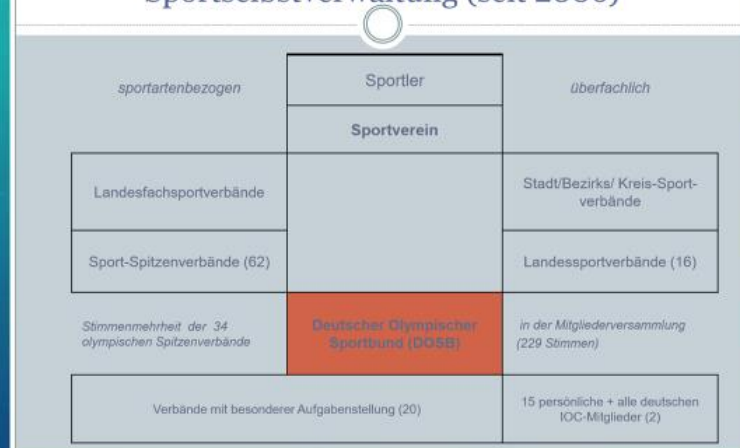 Sportselbstverwaltung (seit 2006)
sportartenbezogen
Sportler
überfachlich
Sportverein
Landesfachsportverbände
Stadt/Bezirks/ Kreis-Sport-
verbände
Sport-Spitzenverbände (62)
Landessportverbände (16)
Stimmenmehrheit der 34
olympischen Spitzenverbände
Deutscher Olympischer
Sportbund (DOSB)
in der Mitgliederversammlung
(229 Stimmen)
Verbände mit besonderer Aufgabenstellung (20)
15 persönliche + alle deutschen
IOC-Mitglieder (2)